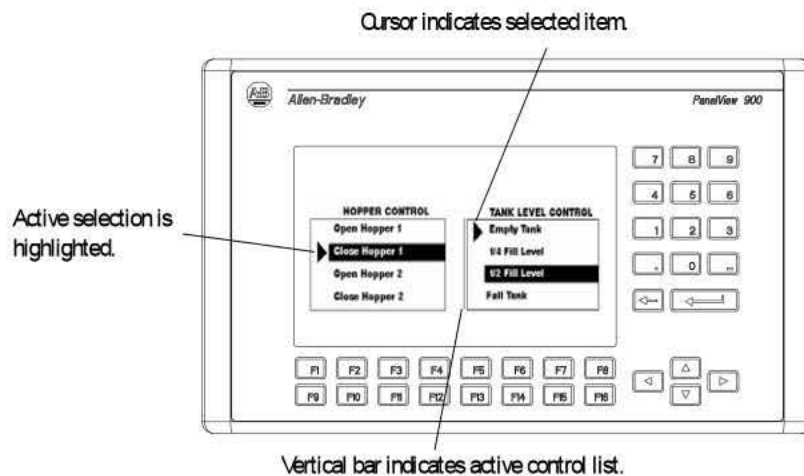 Cursor indicates selected item.
A-B
Allen-Bradley
PanelView 900
7 8 9
4 5 6
1 2 3
. 0 -
Active selection is
highlighted.
HOPPER CONTROL
Open Hopper 1
Close Hopper 1
Open Hopper 2
Close Hopper 2
TANK LEVEL CONTROL
Empty Tank
1/4 Fill Level
1/2 Fill Level
Full Tank
F1 F2 F3 F4 F5 F6 F7 F8
F9 F10 F11 F12 F13 F14 F15 F16
Vertical bar indicates active control list.